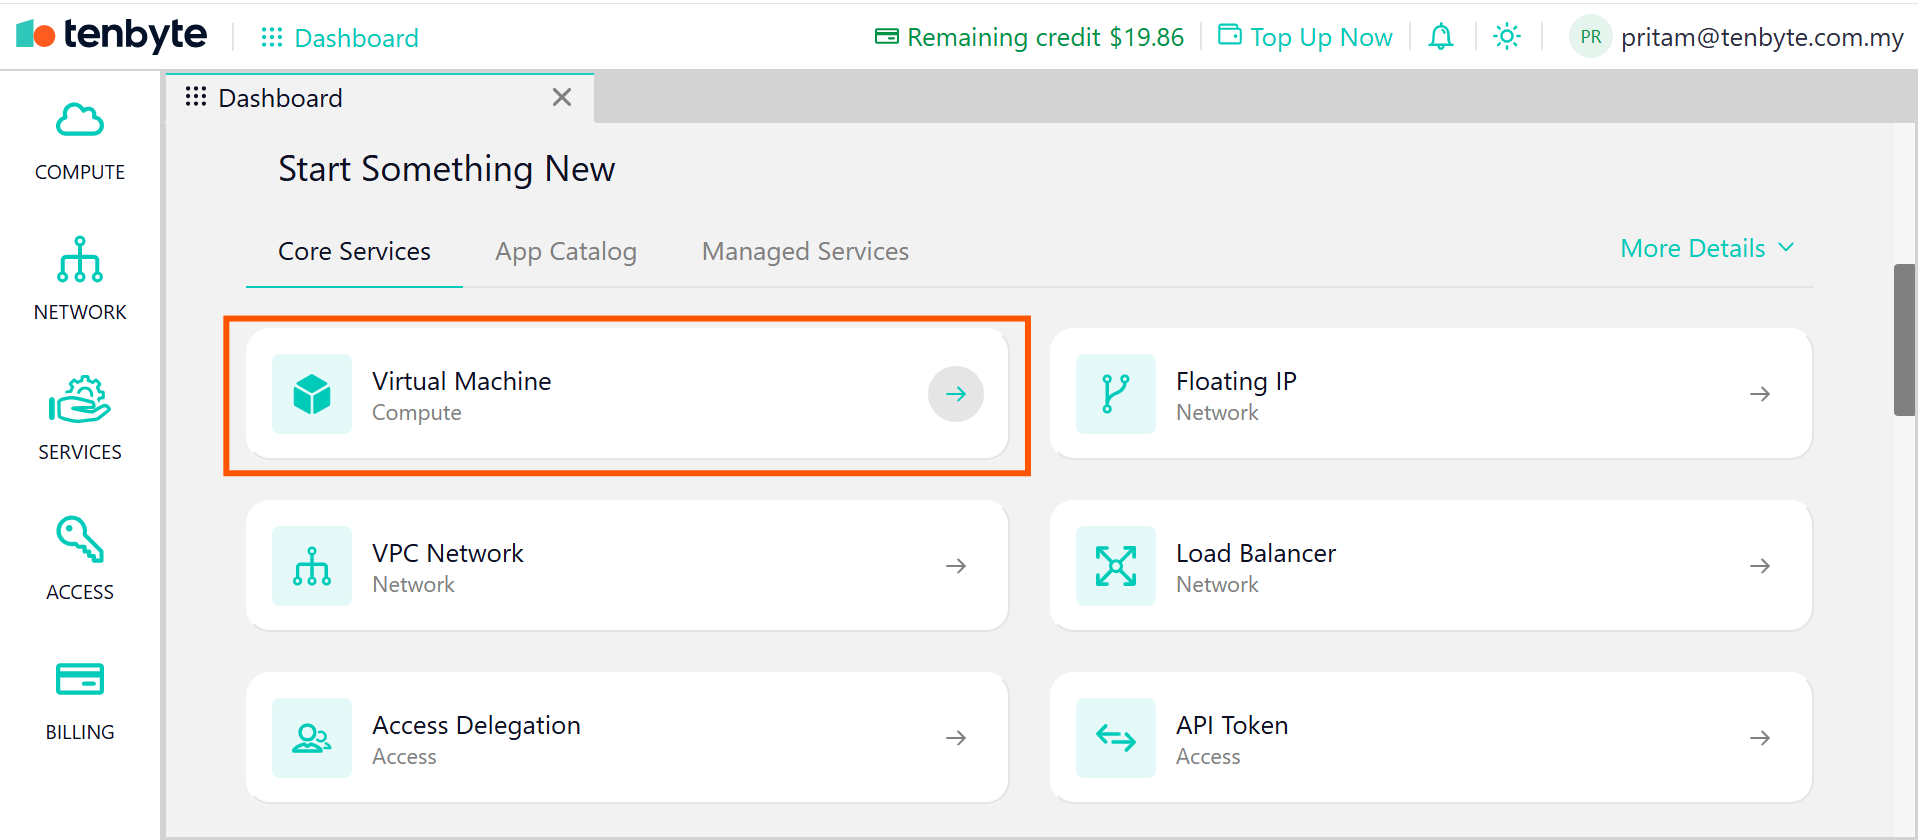 tenbyte
Dashboard
Remaining credit $19.86
Top Up Now
PR
pritam@tenbyte.com.my
Dashboard
COMPUTE
NETWORK
SERVICES
ACCESS
BILLING
Start Something New
Core Services
App Catalog
Managed Services
More Details
Virtual Machine
Compute
Floating IP
Network
VPC Network
Network
Load Balancer
Network
Access Delegation
Access
API Token
Access